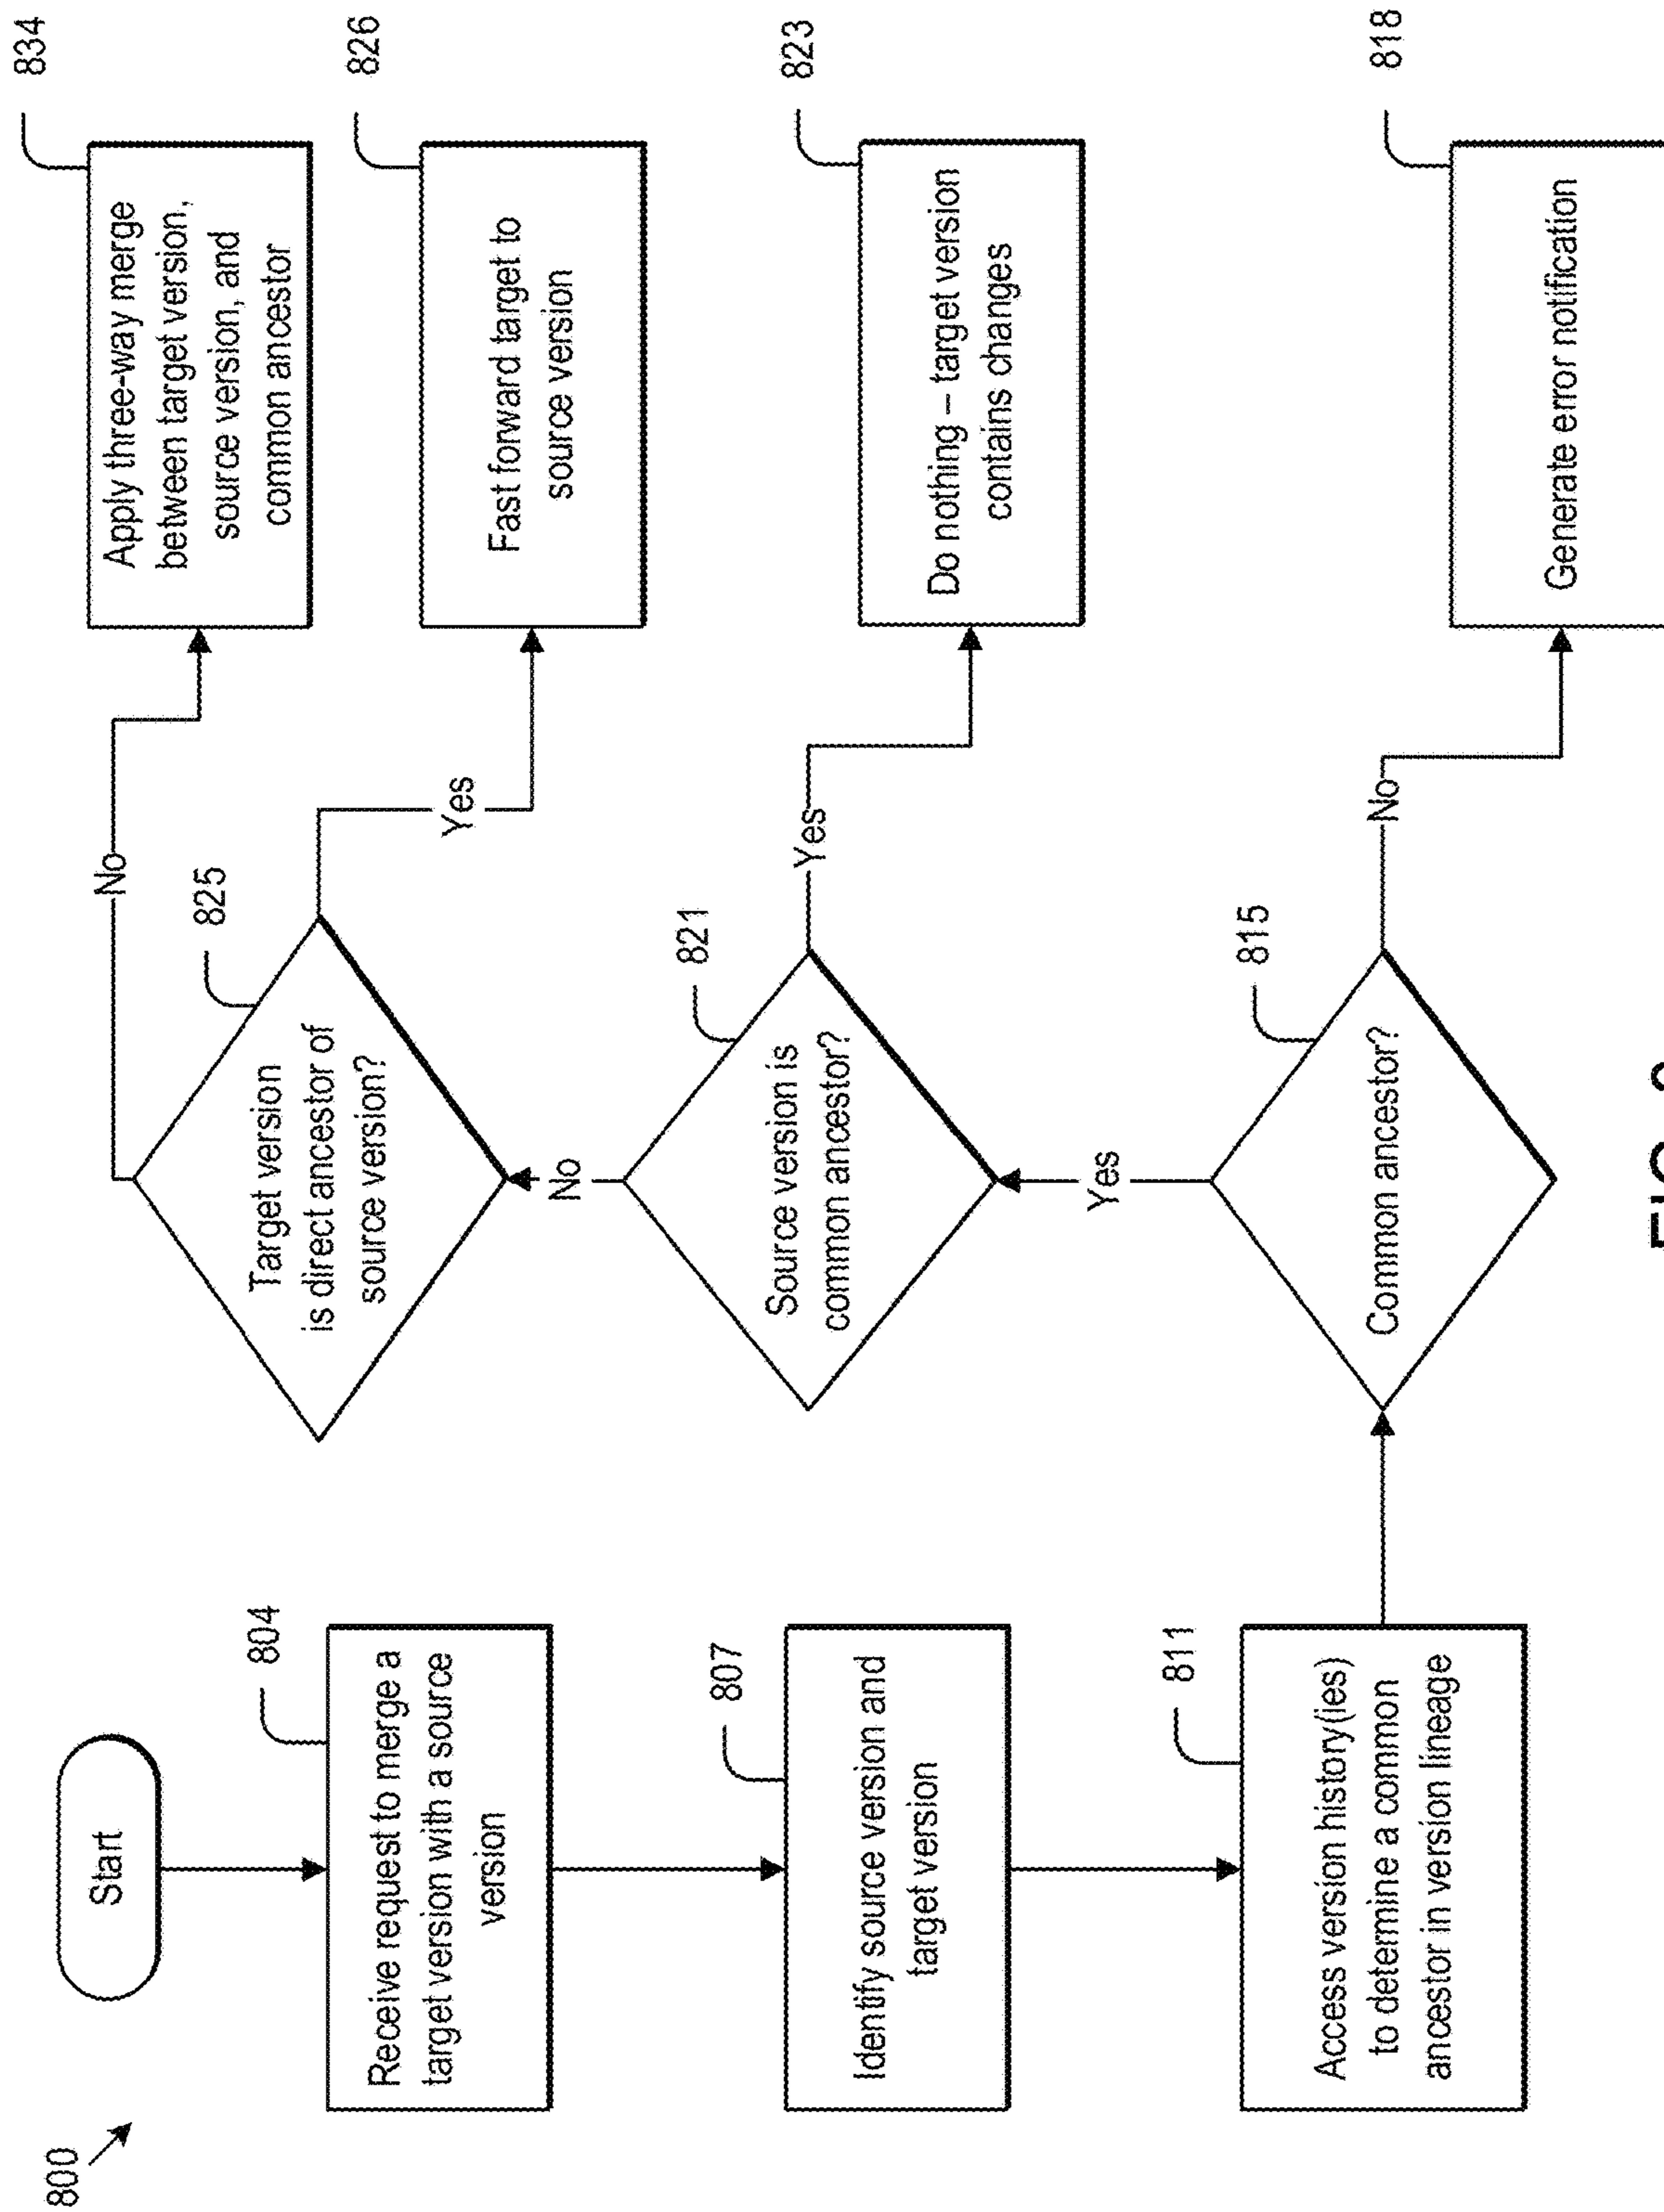 800
Start
804
Receive request to merge a
target version with a source
version
807
Identify source version and
target version
811
Access version history(ies)
to determine a common
ancestor in version lineage
815
Common ancestor?
No
818
Generate error notification
Yes
821
Source version is
common ancestor?
Yes
823
Do nothing – target version
contains changes
No
825
Target version
is direct ancestor of
source version?
Yes
826
Fast forward target to
source version
No
834
Apply three-way merge
between target version,
source version, and
common ancestor